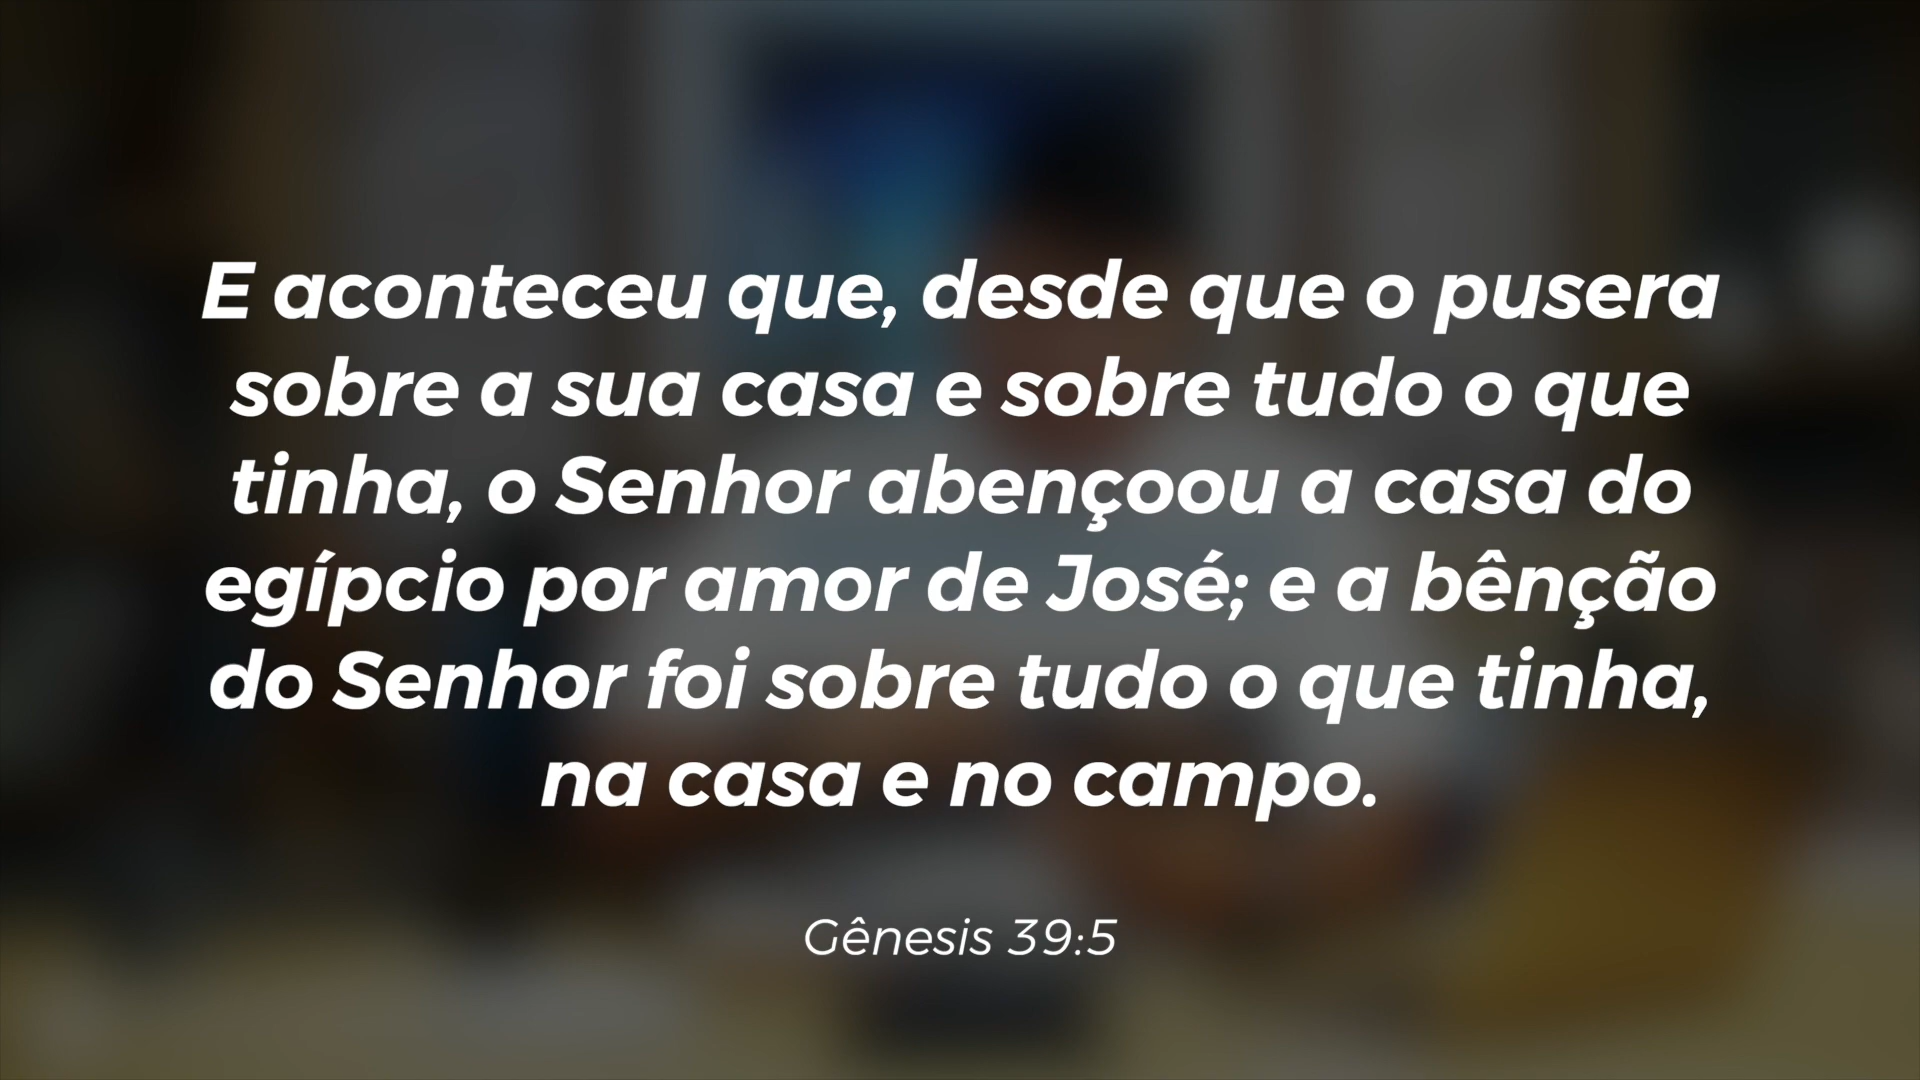 E aconteceu que, desde que o pusera
sobre a sua casa e sobre tudo o que
tinha, o Senhor abençoou a casa do
egípcio por amor de José; e a bênção
do Senhor foi sobre tudo o que tinha,
na casa e no campo.
Gênesis 39:5